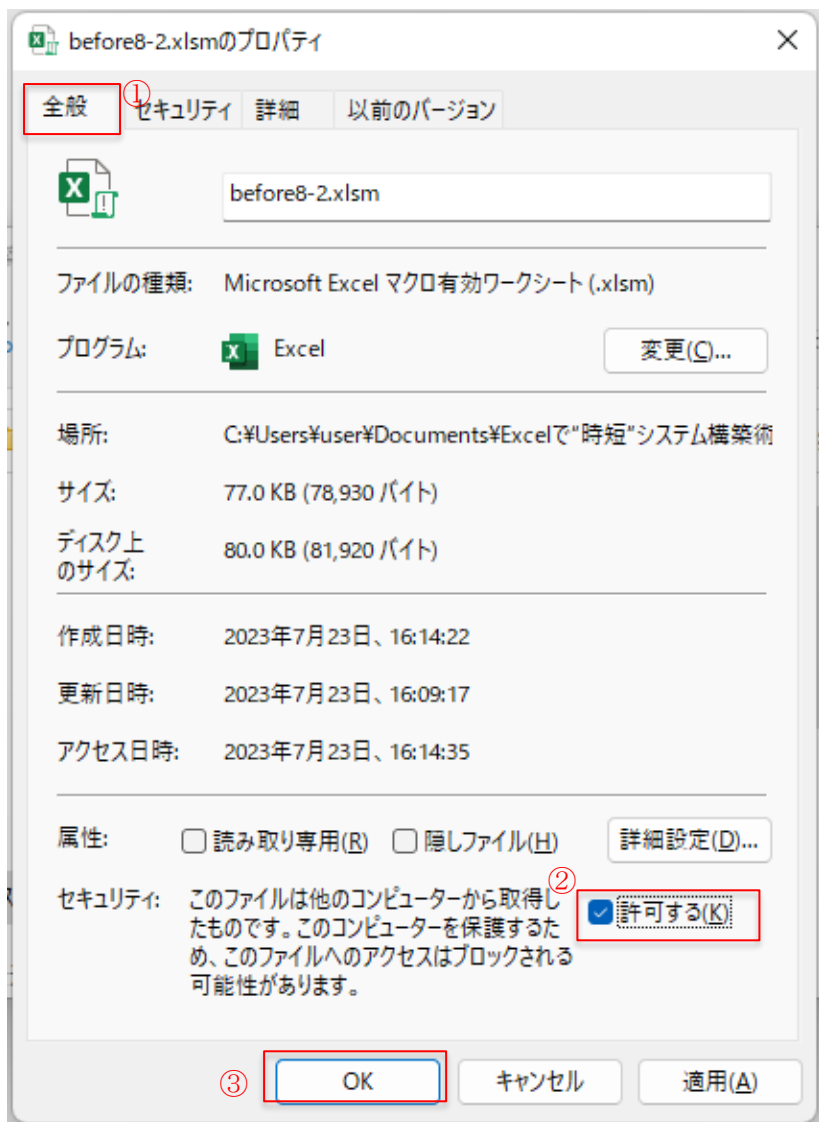 before8-2.xlsmのプロパティ
①
全般 セキュリティ 詳細 以前のバージョン
before8-2.xlsm
ファイルの種類: Microsoft Excel マクロ有効ワークシート (.xlsm)
プログラム: Excel 変更(C)...
場所: C:¥Users¥user¥Documents¥Excelで“時短”システム構築術
サイズ: 77.0 KB (78,930 バイト)
ディスク上
のサイズ: 80.0 KB (81,920 バイト)
作成日時: 2023年7月23日、16:14:22
更新日時: 2023年7月23日、16:09:17
アクセス日時: 2023年7月23日、16:14:35
属性: 読み取り専用(R) 隠しファイル(H) 詳細設定(D)...
②
セキュリティ: このファイルは他のコンピューターから取得し 許可する(K)
たものです。このコンピューターを保護するた
め、このファイルへのアクセスはブロックされる
可能性があります。
③ OK キャンセル 適用(A)